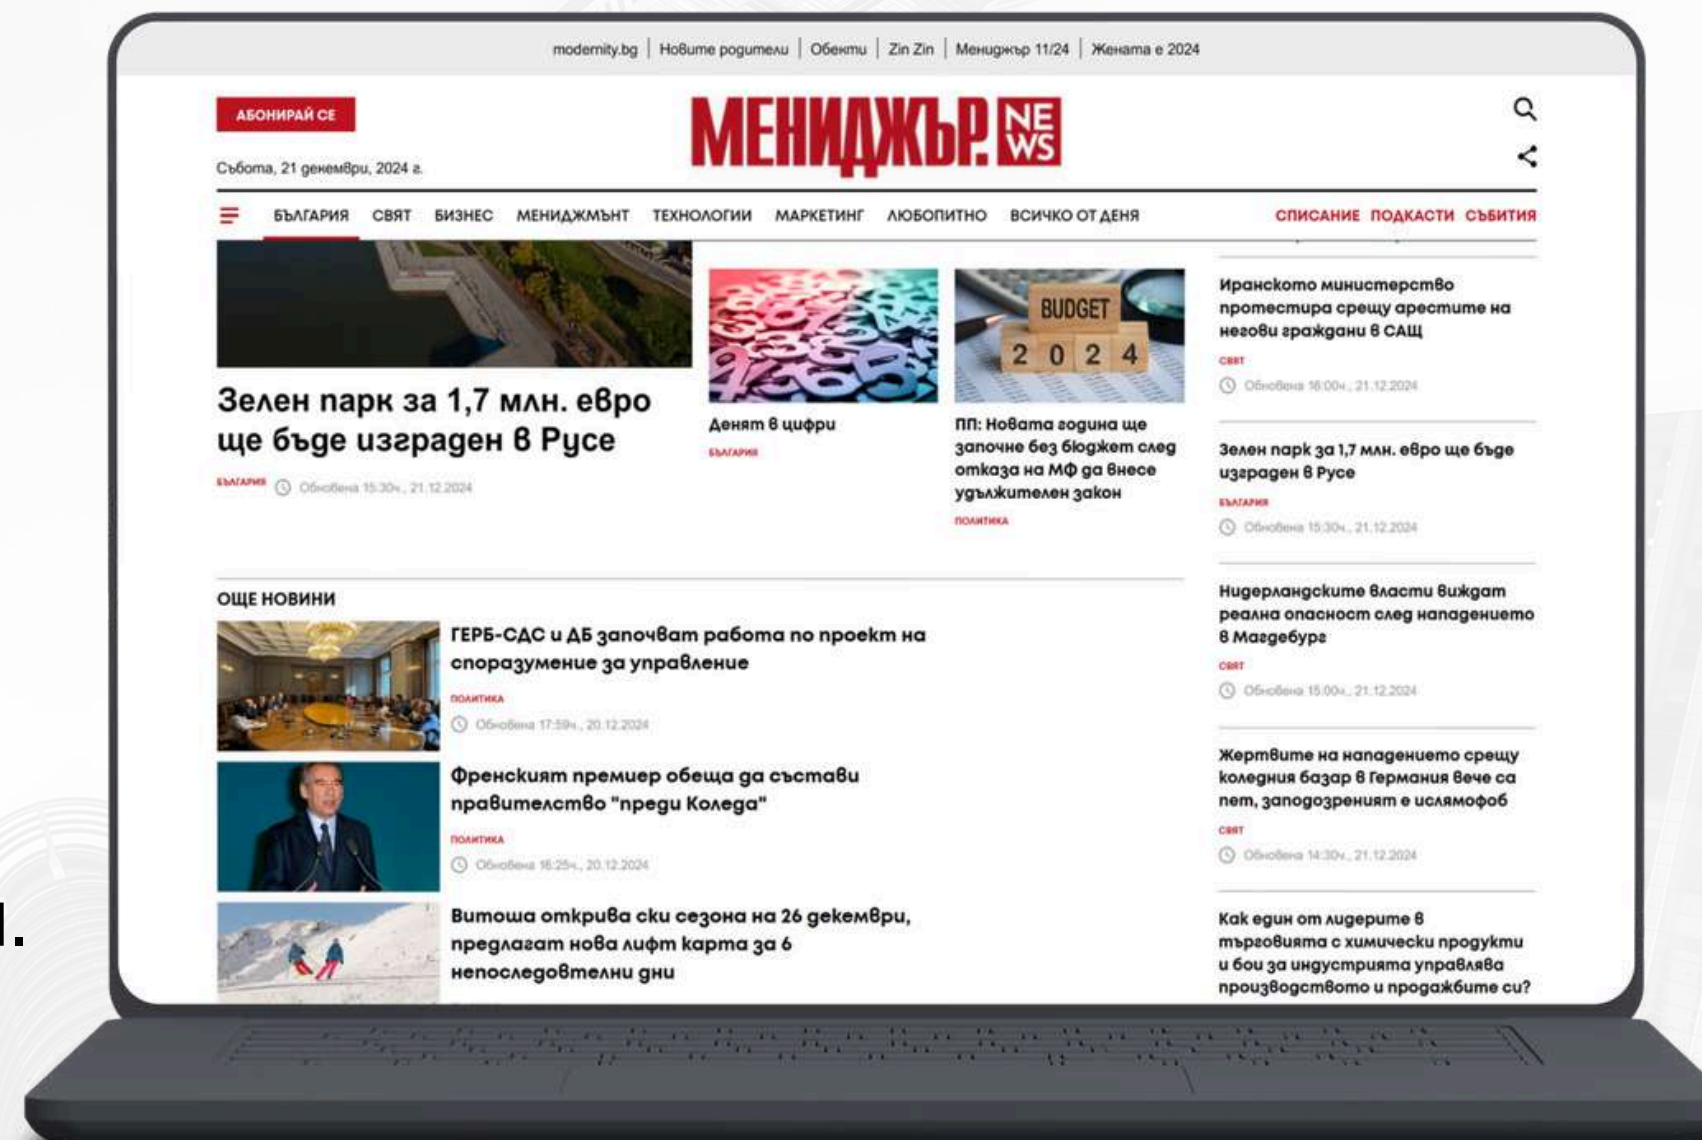 modernity.bg | Новите родители | Обекти | Zin Zin | Мениджър 11/24 | Жената е 2024
АБОНИРАЙ СЕ
МЕНИДЖЪР. NEWS
Събота, 21 декември, 2024 г.
БЪЛГАРИЯ СВЯТ БИЗНЕС МЕНИДЖМЪНТ ТЕХНОЛОГИИ МАРКЕТИНГ ЛЮБОПИТНО ВСИЧКО ОТ ДЕНЯ СПИСАНИЕ ПОДКАСТИ СЪБИТИЯ
Зелен парк за 1,7 млн. евро
ще бъде изграден в Русе
БЪЛГАРИЯ Обновена 15:30ч., 21.12.2024
Денят в цифри
БЪЛГАРИЯ
BUDGET
2 0 2 4
ПП: Новата година ще
започне без бюджет след
отказа на МФ да внесе
удължителен закон
ПОЛИТИКА
ОЩЕ НОВИНИ
ГЕРБ-СДС и ДБ започват работа по проект на
споразумение за управление
ПОЛИТИКА
Обновена 17:59ч., 20.12.2024
Френският премиер обеща да състави
правителство "преди Коледа"
ПОЛИТИКА
Обновена 16:25ч., 20.12.2024
Витоша открива ски сезона на 26 декември,
предлагат нова лифт карта за 6
непоследовтелни дни
Иранското министерство
протестира срещу арестите на
негови граждани в САЩ
СВЯТ
Обновена 16:00ч., 21.12.2024
Зелен парк за 1,7 млн. евро ще бъде
изграден в Русе
БЪЛГАРИЯ
Обновена 15:30ч., 21.12.2024
Нидерландските власти виждат
реална опасност след нападението
в Магдебург
СВЯТ
Обновена 15:00ч., 21.12.2024
Жертвите на нападението срещу
коледния базар в Германия вече са
пет, заподозреният е ислямофоб
СВЯТ
Обновена 14:30ч., 21.12.2024
Как един от лидерите в
търговията с химически продукти
и бои за индустрията управлява
производството и продажбите си?